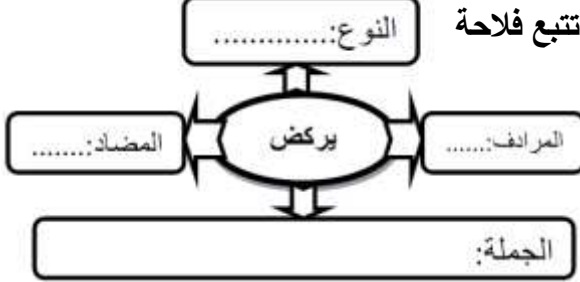 تتبع فلاحة
النوع:.............
المرادف:......
يركض
المضاد:.......
الجملة: